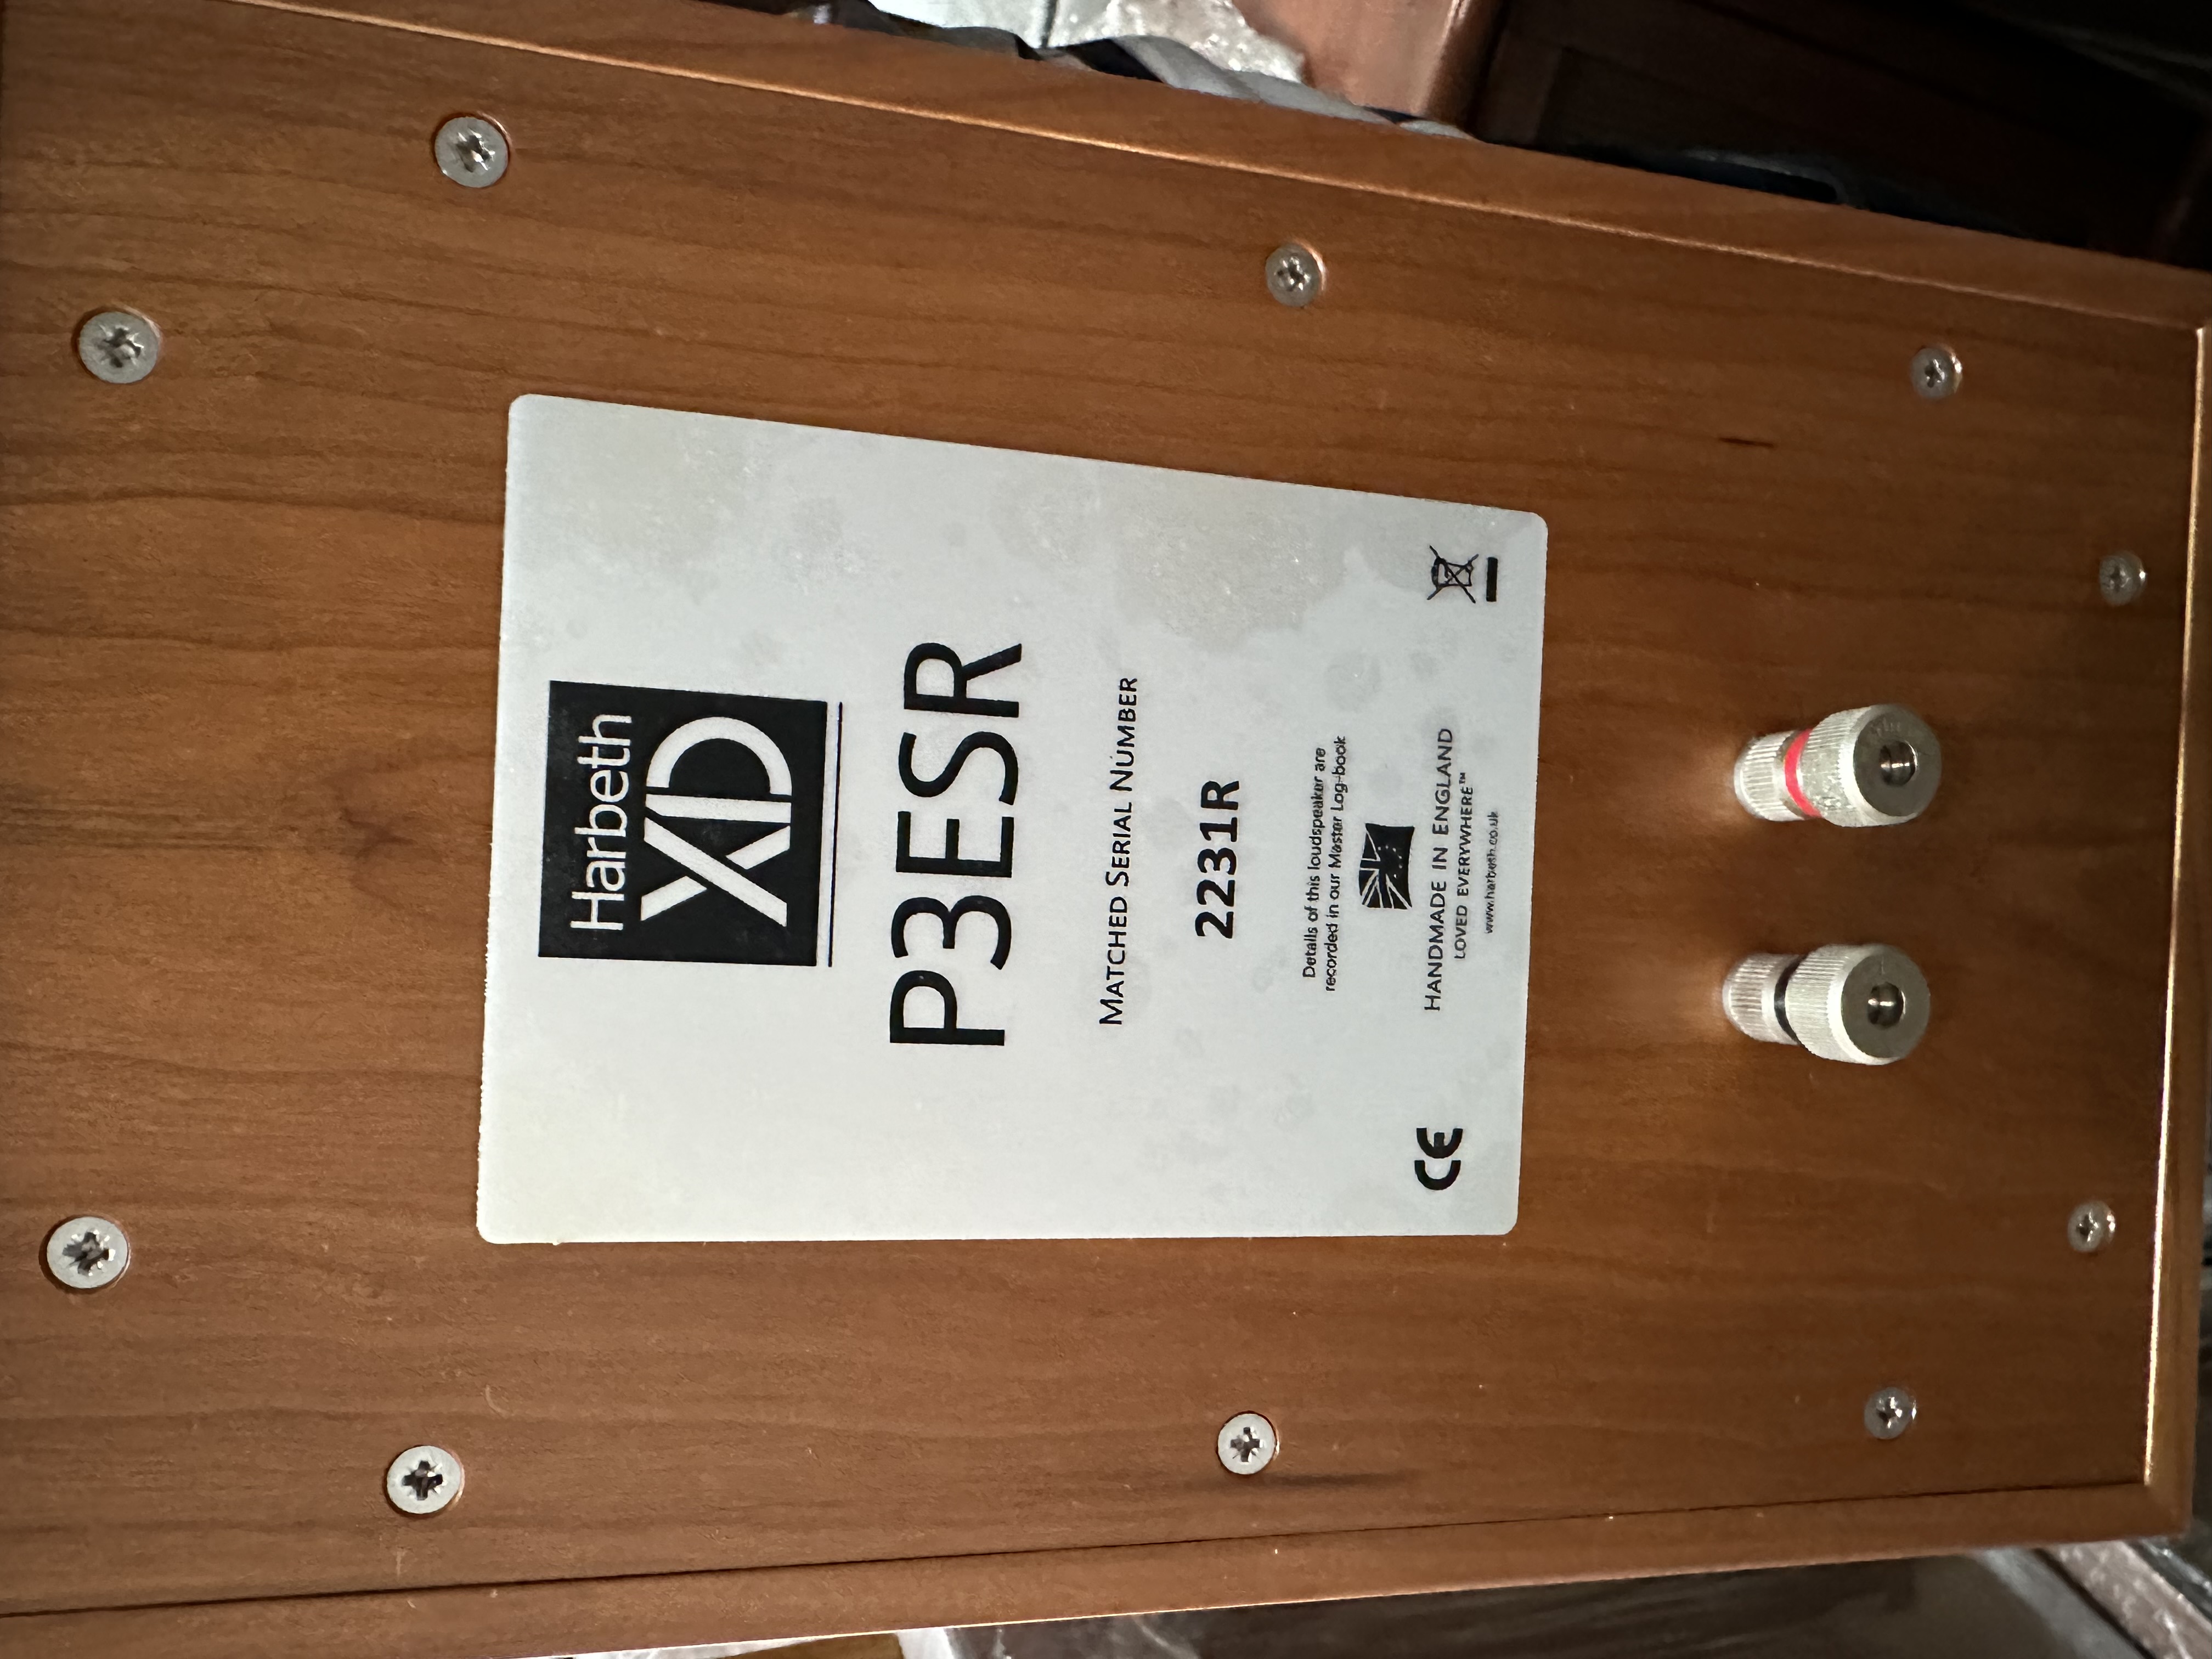 Harbeth
XD
P3ESR
MATCHED SERIAL NUMBER
2231R
Details of this loudspeaker are
recorded in our Master Log-book
HANDMADE IN ENGLAND
LOVED EVERYWHERE™
www.harbeth.co.uk
CE